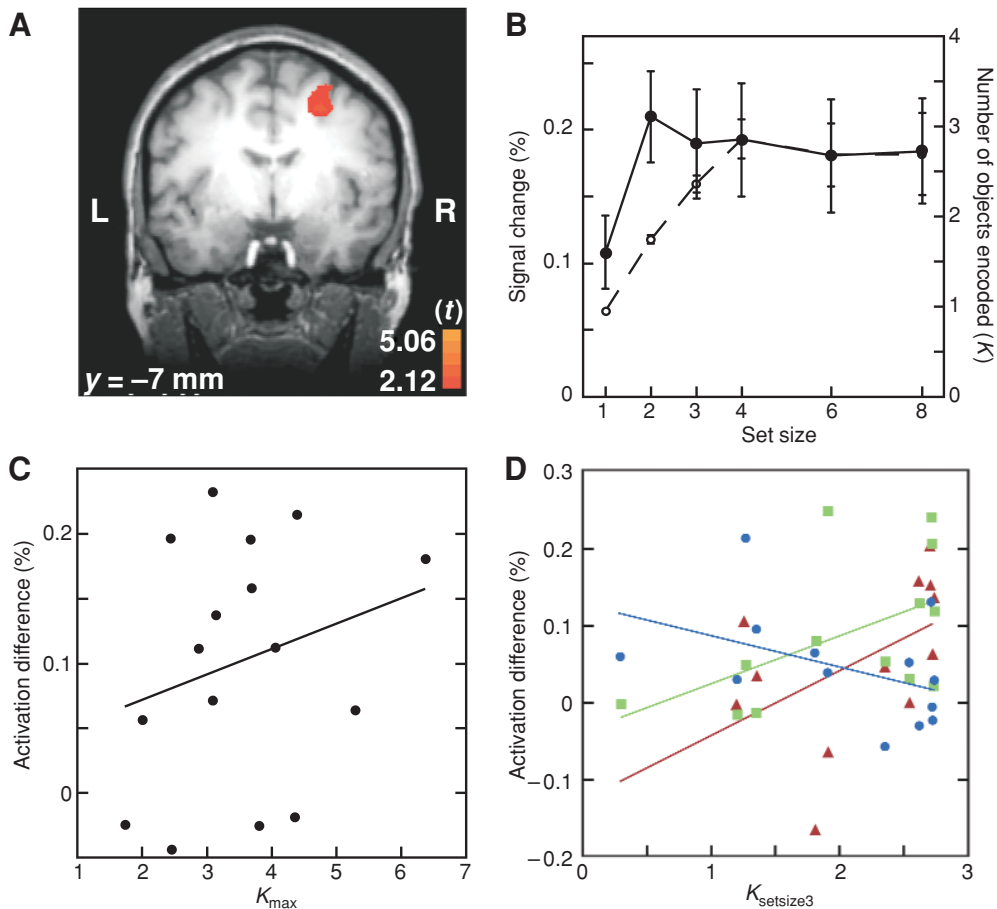 A
L
R
(t)
5.06
2.12
y = –7 mm
B
Signal change (%)
0.2
0.1
0
1 2 3 4 6 8
Set size
4
3
2
1
0
Number of objects encoded (K)
C
Activation difference (%)
0.2
0.1
0
1 2 3 4 5 6 7
Kmax
D
Activation difference (%)
0.3
0.2
0.1
0
–0.1
–0.2
0 1 2 3
Ksetsize3